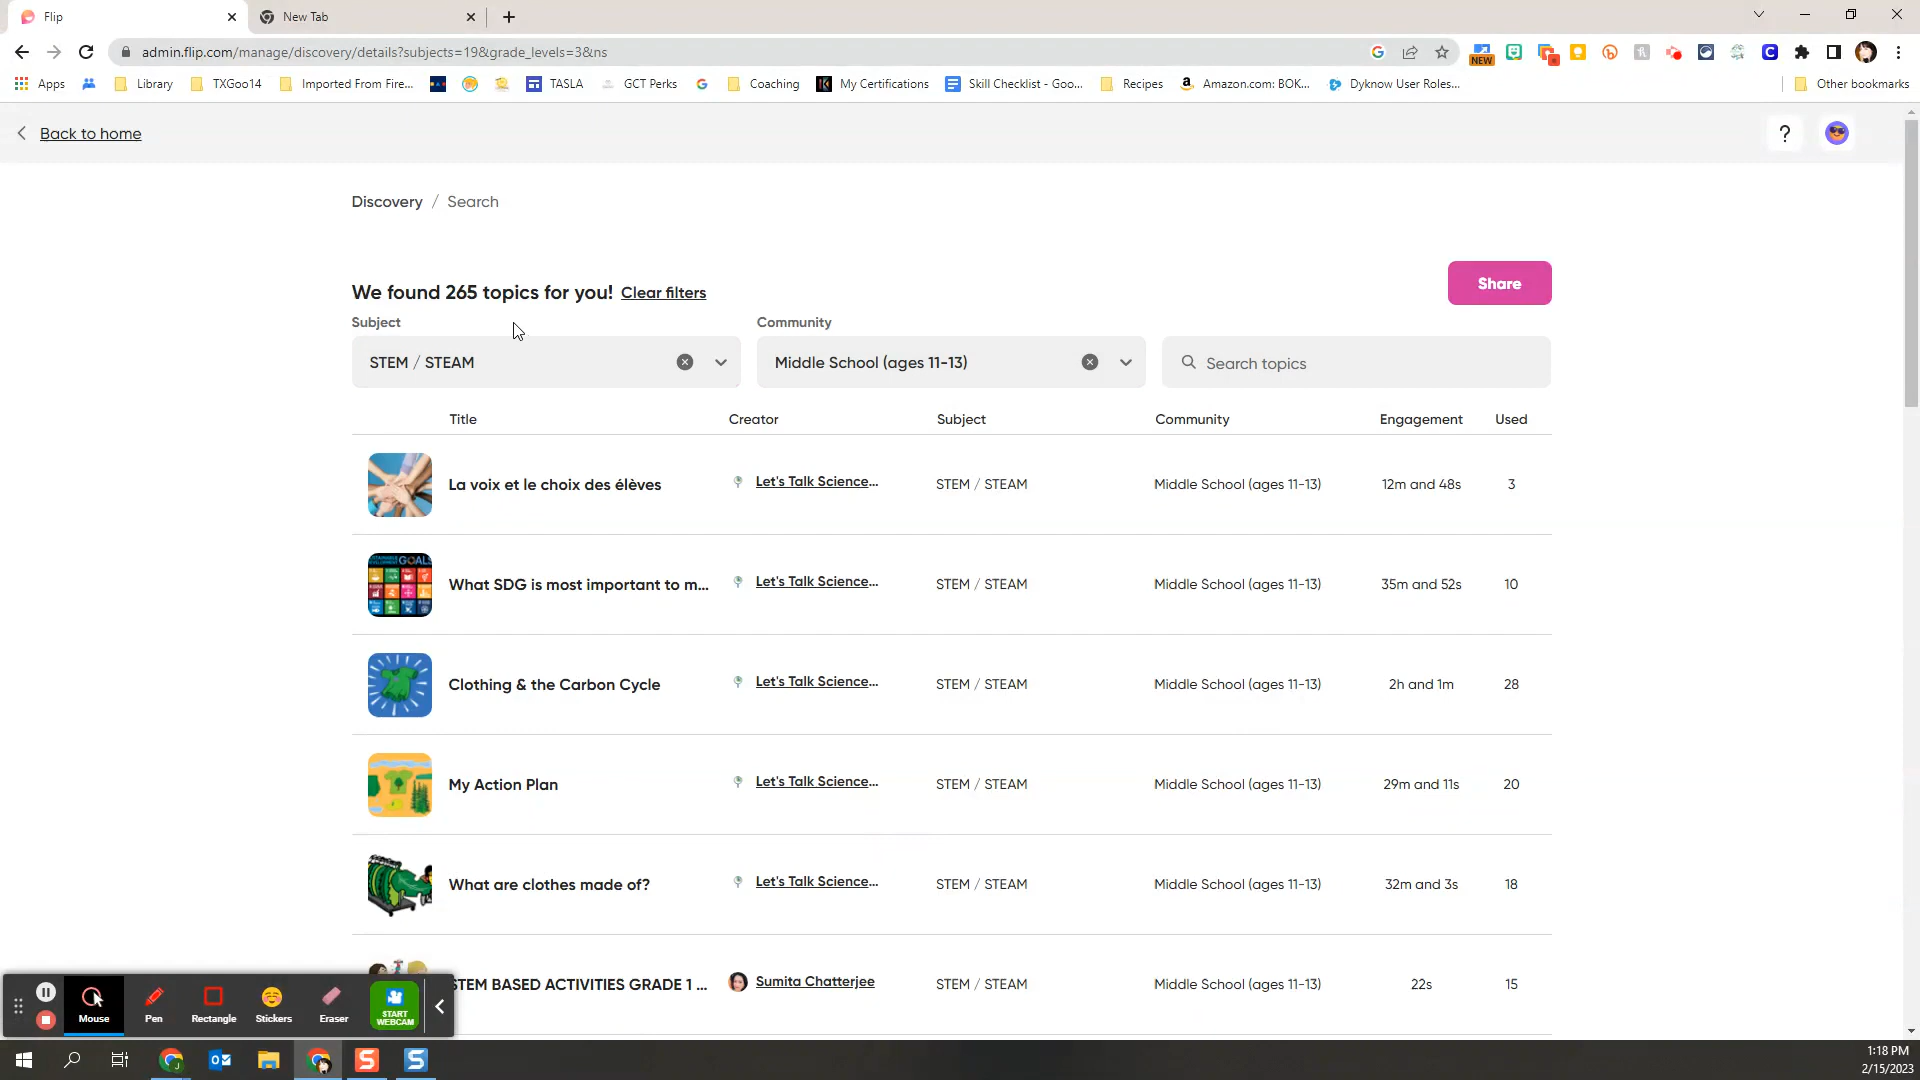 Flip
New Tab
admin.flip.com/manage/discovery/details?subjects=19&grade_levels=3&ns
NEW
Apps
Library
TXGoo14
Imported From Fire...
TASLA
GCT Perks
Coaching
My Certifications
Skill Checklist - Goo...
Recipes
Amazon.com: BOK...
Dyknow User Roles...
Other bookmarks
Back to home
?
Discovery / Search
We found 265 topics for you! Clear filters
Share
Subject
Community
STEM / STEAM
Middle School (ages 11-13)
Search topics
Title Creator Subject Community Engagement Used
La voix et le choix des élèves Let's Talk Science... STEM / STEAM Middle School (ages 11-13) 12m and 48s 3
What SDG is most important to m... Let's Talk Science... STEM / STEAM Middle School (ages 11-13) 35m and 52s 10
Clothing & the Carbon Cycle Let's Talk Science... STEM / STEAM Middle School (ages 11-13) 2h and 1m 28
My Action Plan Let's Talk Science... STEM / STEAM Middle School (ages 11-13) 29m and 11s 20
What are clothes made of? Let's Talk Science... STEM / STEAM Middle School (ages 11-13) 32m and 3s 18
STEM BASED ACTIVITIES GRADE 1 ... Sumita Chatterjee STEM / STEAM Middle School (ages 11-13) 22s 15
Mouse
Pen
Rectangle
Stickers
Eraser
START
WEBCAM
1:18 PM
2/15/2023